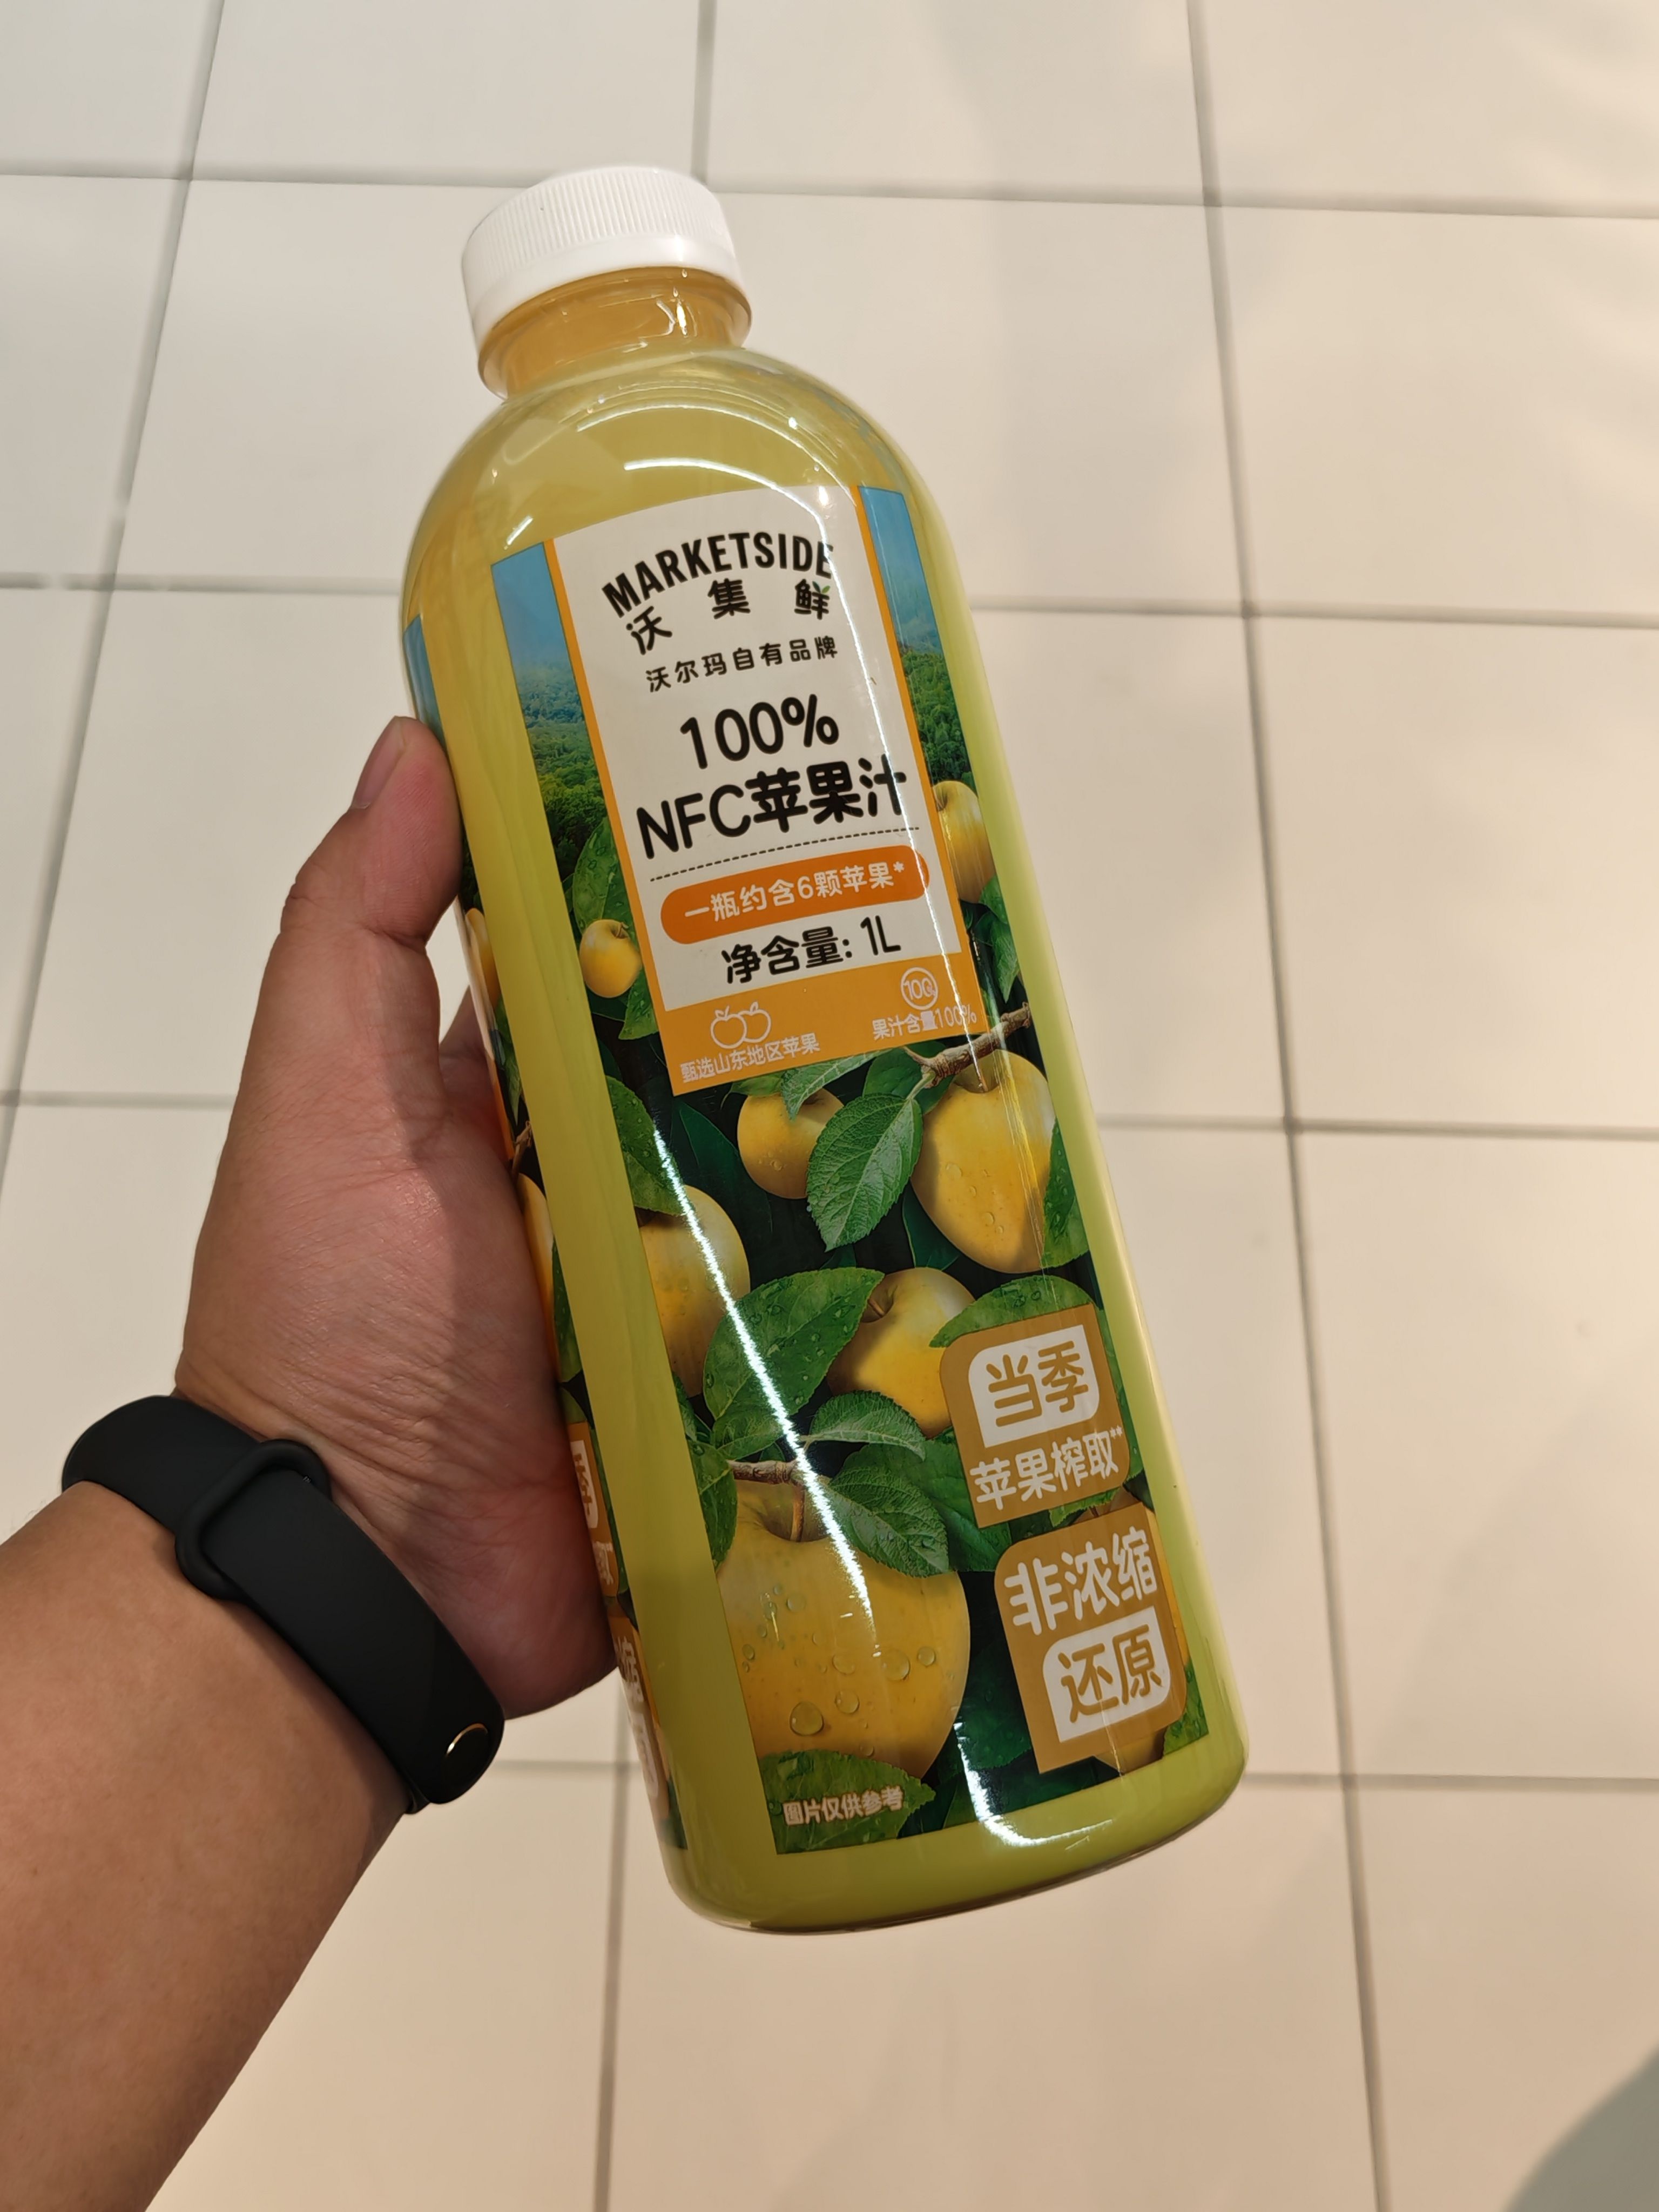 MARKETSIDE
沃集鲜
沃尔玛自有品牌
100%
NFC苹果汁
一瓶约含6颗苹果*
净含量: 1L
甄选山东地区苹果
100
果汁含量100%
当季
苹果榨取**
非浓缩
还原
图片仅供参考